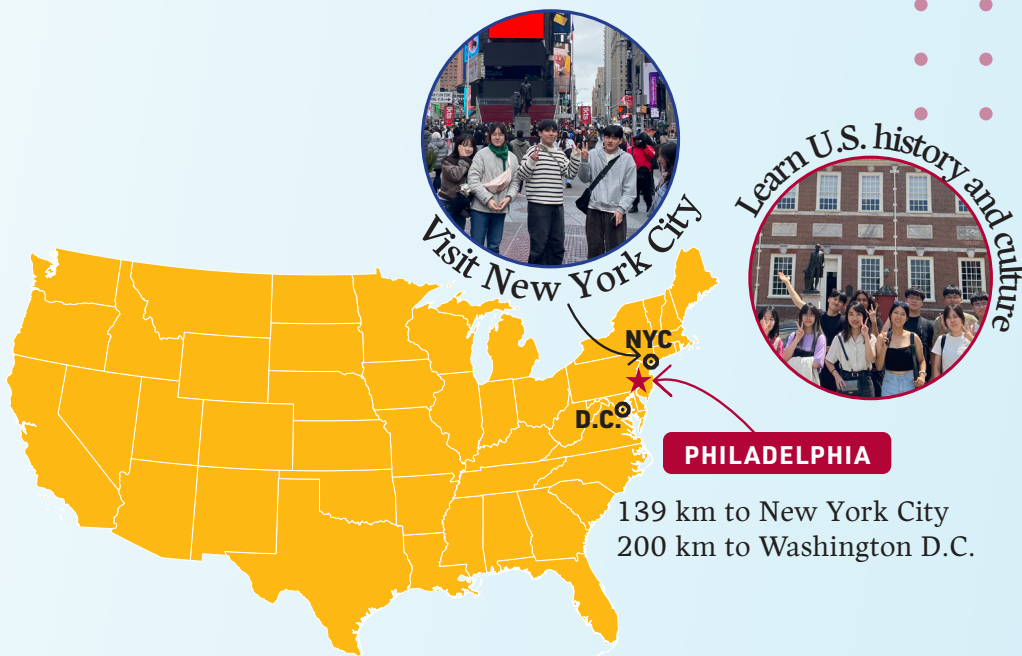 Visit New York City
Learn U.S. history and culture
NYC
D.C.
PHILADELPHIA
139 km to New York City
200 km to Washington D.C.